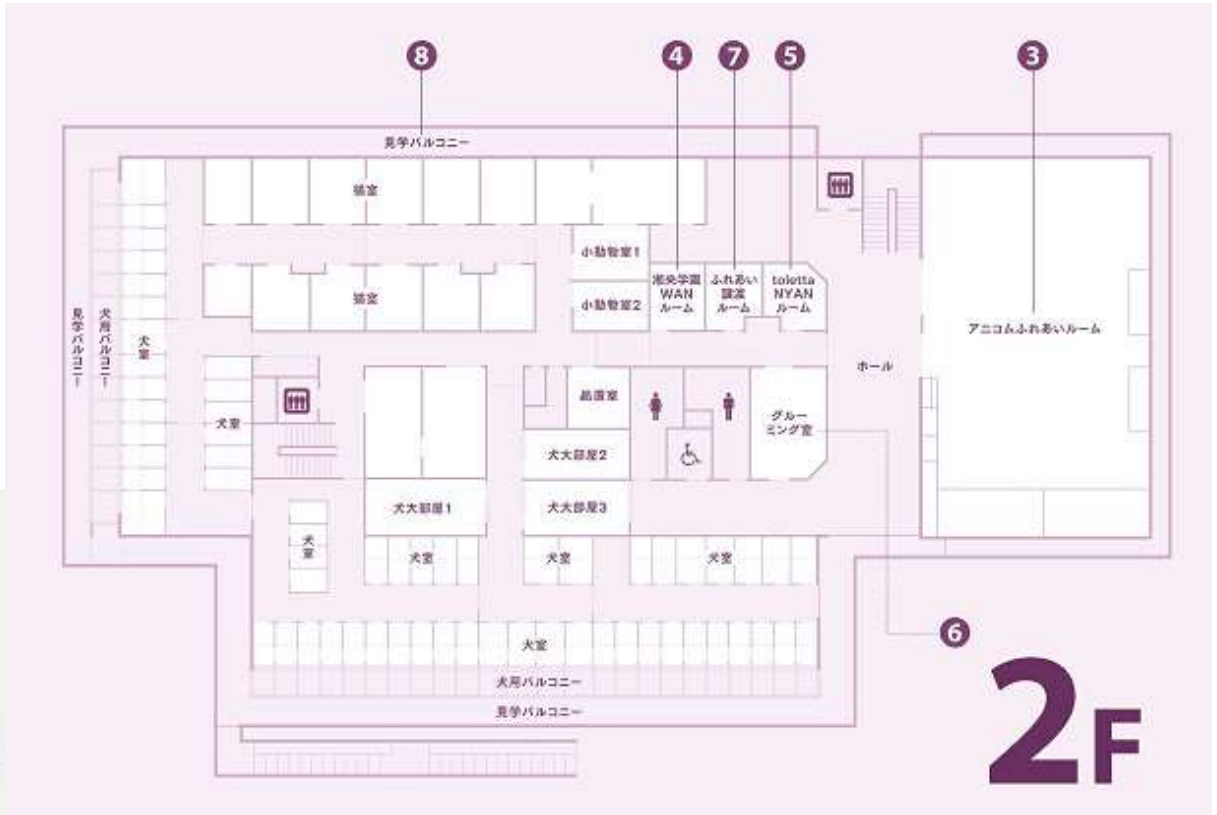 8
4
7
5
3
見学バルコニー
猫室
小動物室1
湘央学園
WAN
ルーム
ふれあい
譲渡
ルーム
toletta
NYAN
ルーム
小動物室2
猫室
見学バルコニー
犬用バルコニー
犬室
アニコムふれあいルーム
ホール
犬室
品置室
グルー
ミング室
犬大部屋2
犬大部屋1
犬大部屋3
犬室
犬室
犬室
犬室
6
犬室
犬用バルコニー
見学バルコニー
2F